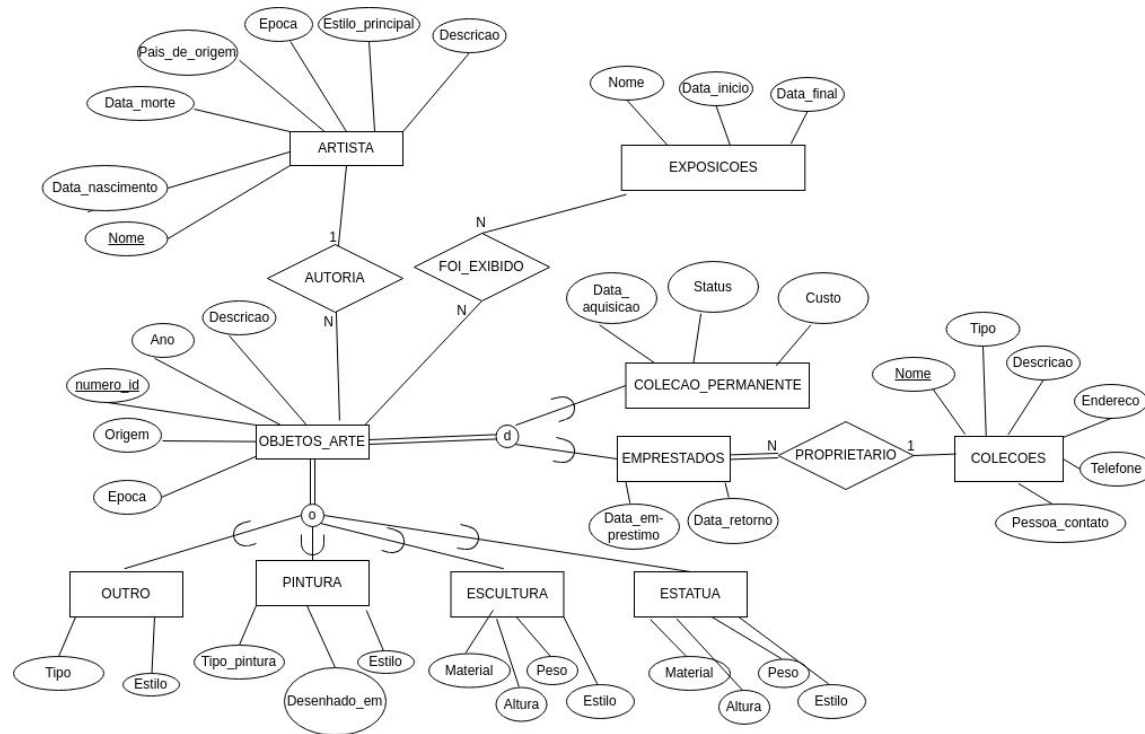 Epoca
Estilo_principal
Descricao
Pais_de_origem
Data_morte
ARTISTA
Data_nascimento
Nome
Nome
Data_inicio
Data_final
EXPOSICOES
1
AUTORIA
N
N
FOI_EXIBIDO
N
Descricao
Ano
numero_id
Origem
Epoca
OBJETOS_ARTE
Data_
aquisicao
Status
Custo
COLECAO_PERMANENTE
d
EMPRESTADOS
Data_em-
prestimo
Data_retorno
N
PROPRIETARIO
1
Tipo
Nome
Descricao
Endereco
COLECOES
Telefone
Pessoa_contato
o
OUTRO
Tipo
Estilo
PINTURA
Tipo_pintura
Desenhado_em
Estilo
ESCULTURA
Material
Altura
Peso
Estilo
ESTATUA
Material
Altura
Peso
Estilo